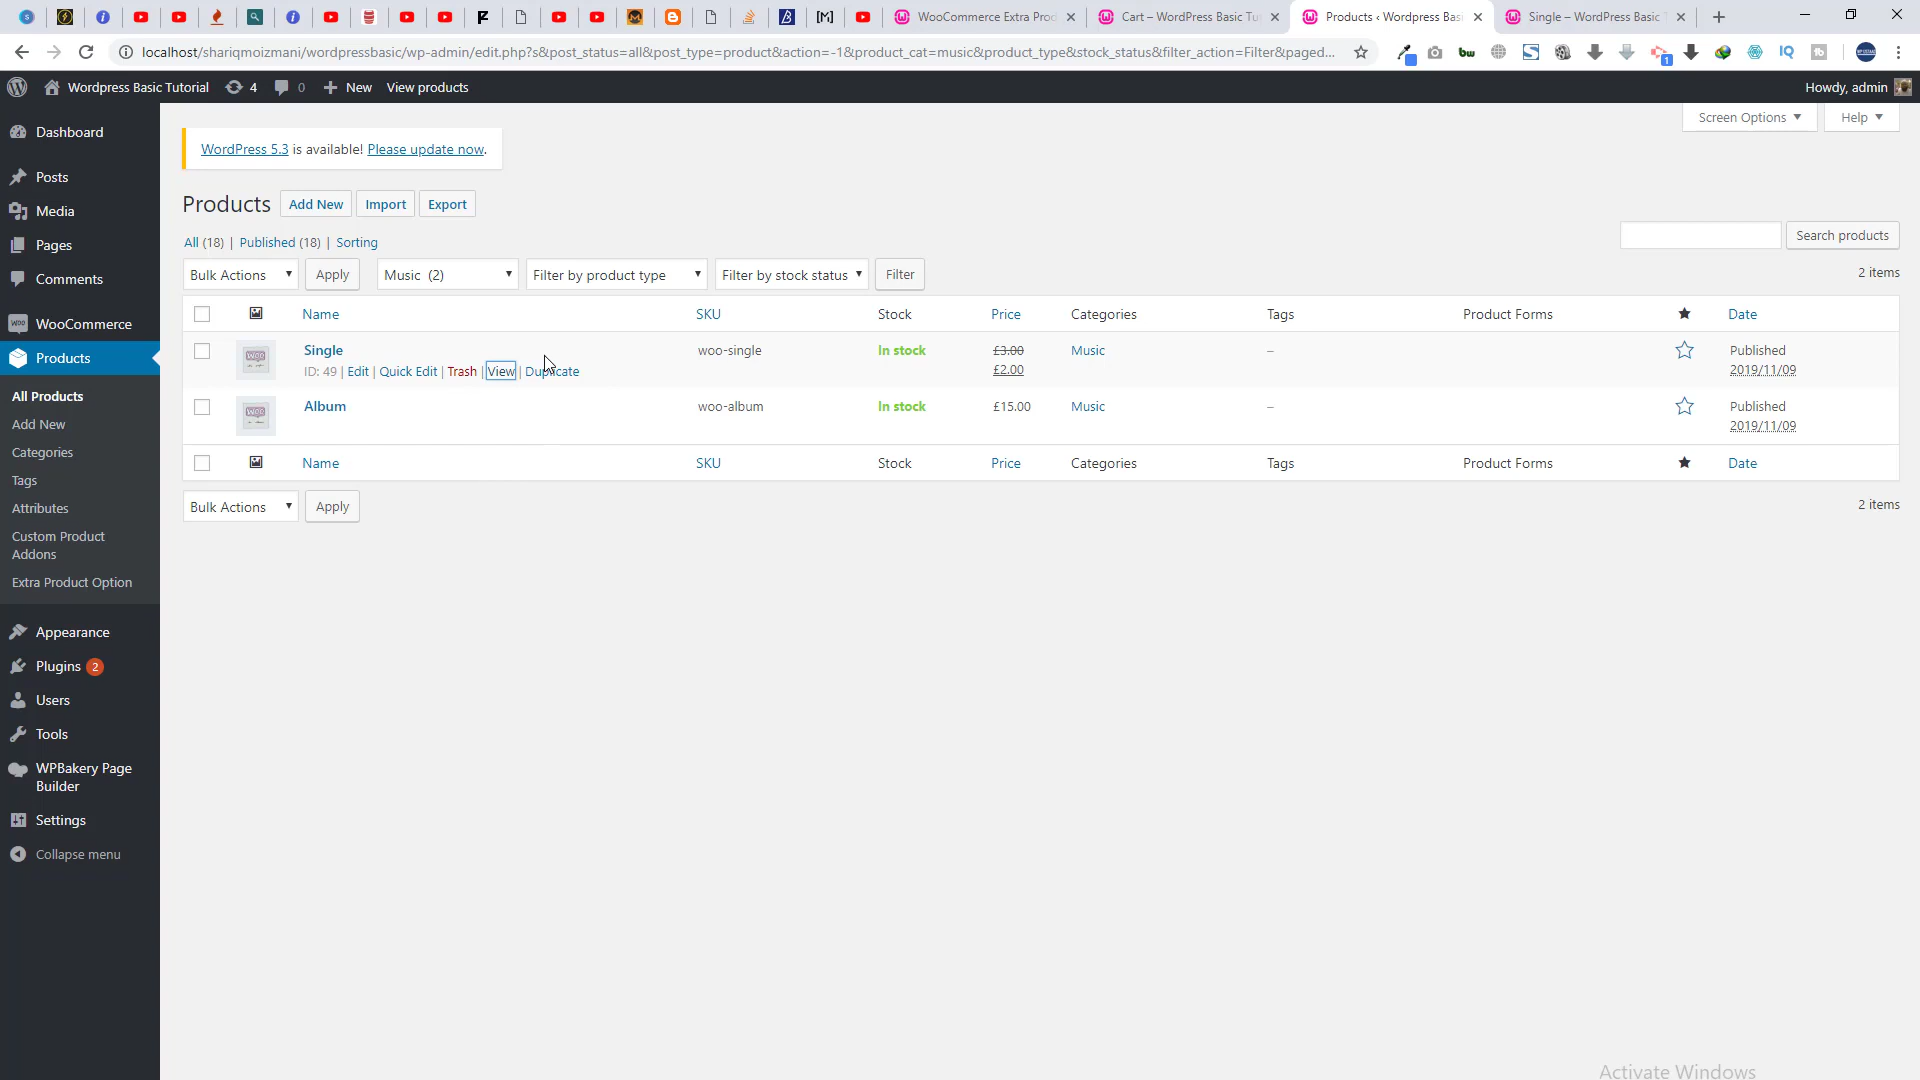 WooCommerce Extra Prod
Cart – WordPress Basic Tu
Products ‹ Wordpress Bas
Single – WordPress Basic T
localhost/shariqmoizmani/wordpressbasic/wp-admin/edit.php?s&post_status=all&post_type=product&action=-1&product_cat=music&product_type&stock_status&filter_action=Filter&paged...
Wordpress Basic Tutorial 4 0 New View products Howdy, admin
Screen Options Help
WordPress 5.3 is available! Please update now.
Products Add New Import Export
All (18) | Published (18) | Sorting
Search products
Bulk Actions Apply Music (2) Filter by product type Filter by stock status Filter 2 items
Name SKU Stock Price Categories Tags Product Forms Date
Single woo-single In stock £3.00 Music – Published
ID: 49 | Edit | Quick Edit | Trash | View | Duplicate £2.00 2019/11/09
Album woo-album In stock £15.00 Music – Published
2019/11/09
Name SKU Stock Price Categories Tags Product Forms Date
Bulk Actions Apply 2 items
Dashboard
Posts
Media
Pages
Comments
WooCommerce
Products
All Products
Add New
Categories
Tags
Attributes
Custom Product
Addons
Extra Product Option
Appearance
Plugins 2
Users
Tools
WPBakery Page
Builder
Settings
Collapse menu
Activate Windows